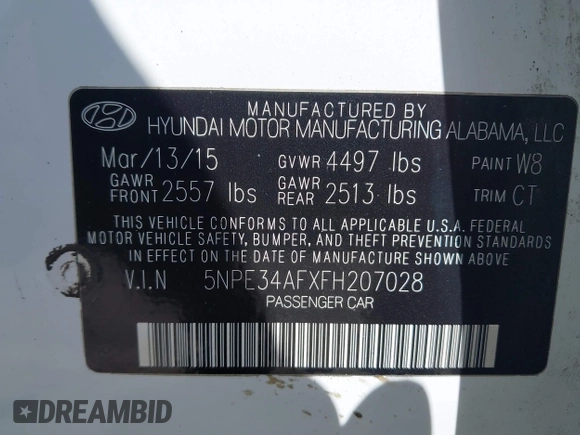 MANUFACTURED BY
HYUNDAI MOTOR MANUFACTURING ALABAMA, LLC
Mar/13/15 GVWR 4497 lbs PAINT W8
GAWR FRONT 2557 lbs GAWR REAR 2513 lbs TRIM CT
THIS VEHICLE CONFORMS TO ALL APPLICABLE U.S.A. FEDERAL
MOTOR VEHICLE SAFETY, BUMPER, AND THEFT PREVENTION STANDARDS
IN EFFECT ON THE DATE OF MANUFACTURE SHOWN ABOVE.
V.I.N 5NPE34AFXFH207028
PASSENGER CAR
DREAMBID